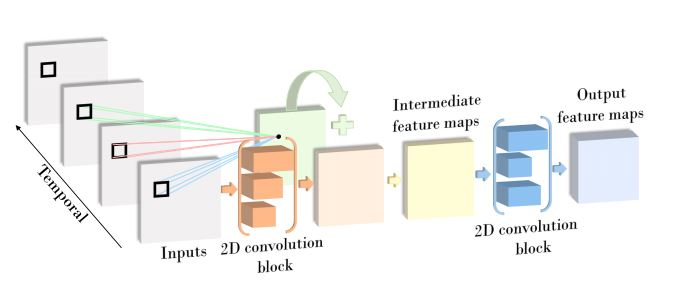 Temporal
Inputs
2D convolution
block
Intermediate
feature maps
2D convolution
block
Output
feature maps